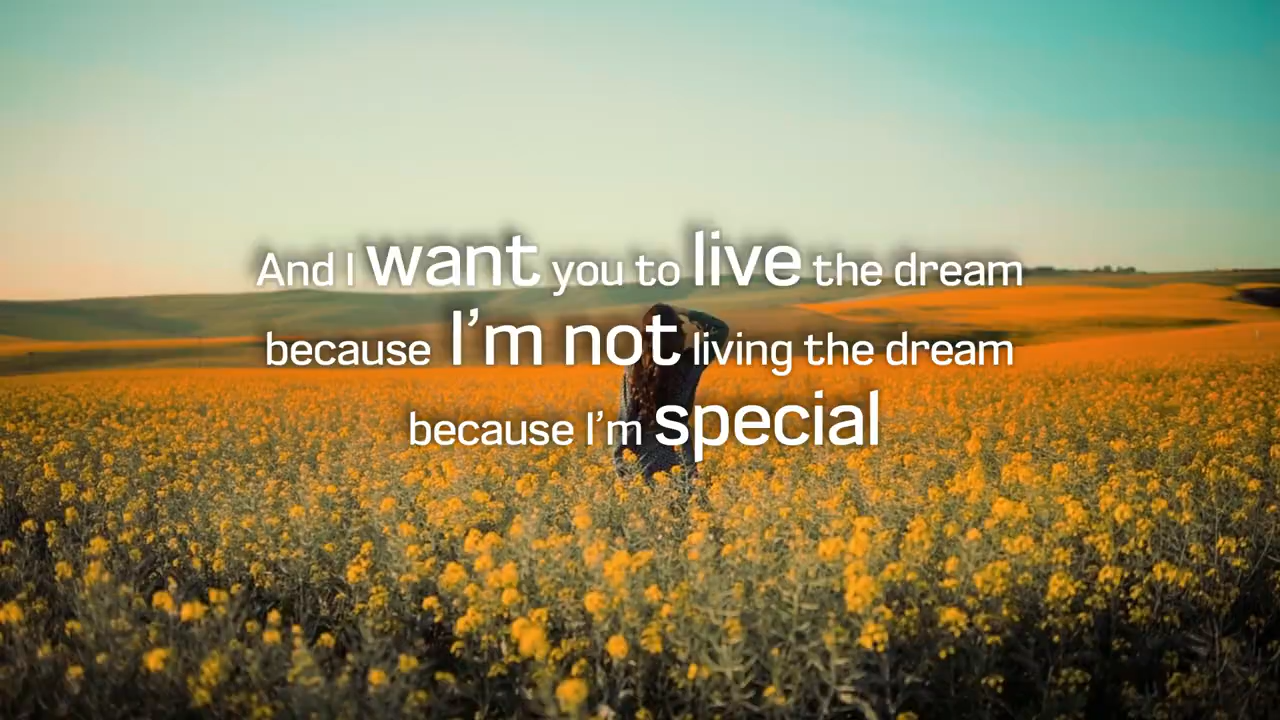 And I want you to live the dream
because I’m not living the dream
because I’m special